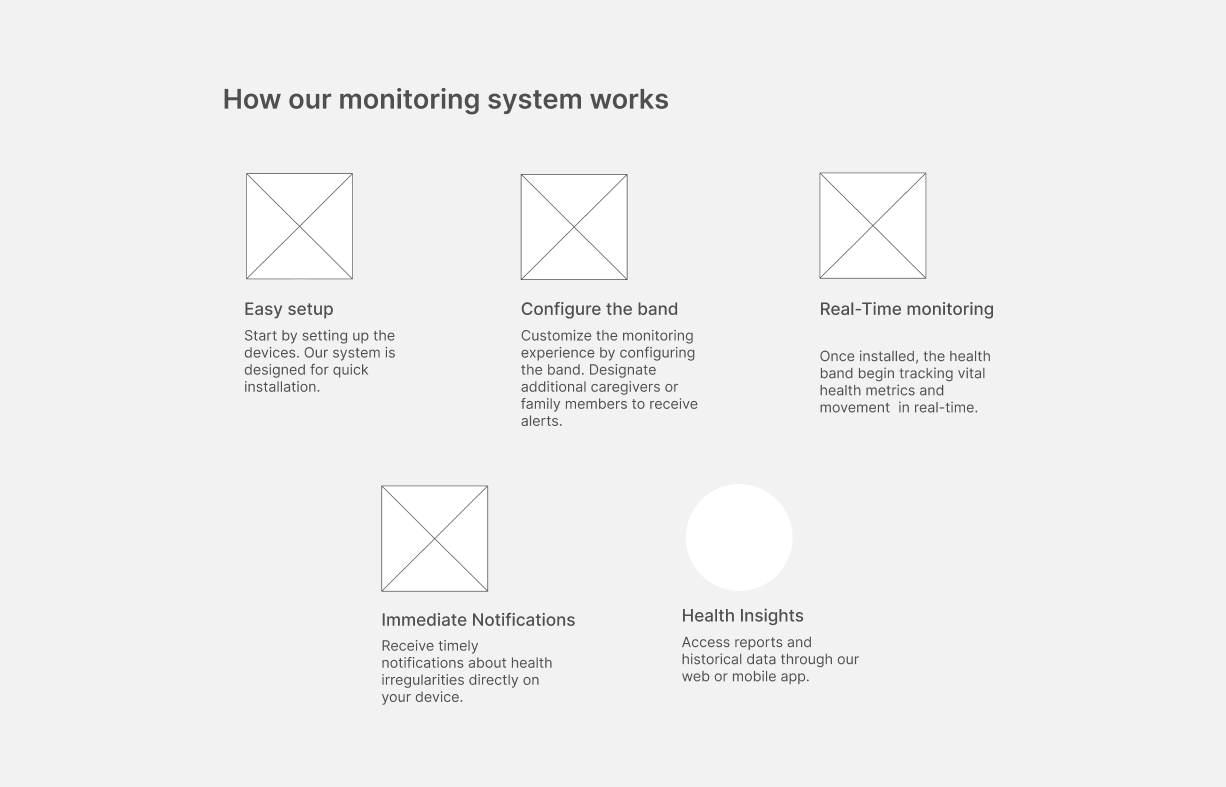 How our monitoring system works
Easy setup
Start by setting up the
devices. Our system is
designed for quick
installation.
Configure the band
Customize the monitoring
experience by configuring
the band. Designate
additional caregivers or
family members to receive
alerts.
Real-Time monitoring
Once installed, the health
band begin tracking vital
health metrics and
movement  in real-time.
Immediate Notifications
Receive timely
notifications about health
irregularities directly on
your device.
Health Insights
Access reports and
historical data through our
web or mobile app.